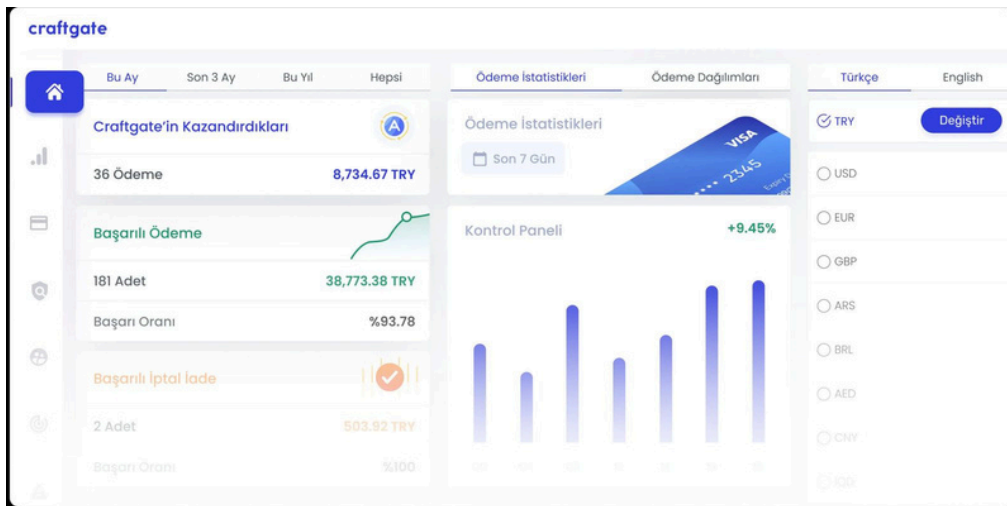 craftgate
Bu Ay
Son 3 Ay
Bu Yıl
Hepsi
Craftgate’in Kazandırdıkları
A
36 Ödeme
8,734.67 TRY
Başarılı Ödeme
181 Adet
38,773.38 TRY
Başarı Oranı
%93.78
Başarılı İptal İade
2 Adet
503.92 TRY
Başarı Oranı
%100
Ödeme İstatistikleri
Ödeme Dağılımları
Ödeme İstatistikleri
Son 7 Gün
VISA
•••• 2345
Kontrol Paneli
+9.45%
Türkçe
English
TRY
Değiştir
USD
EUR
GBP
ARS
BRL
AED
CNY